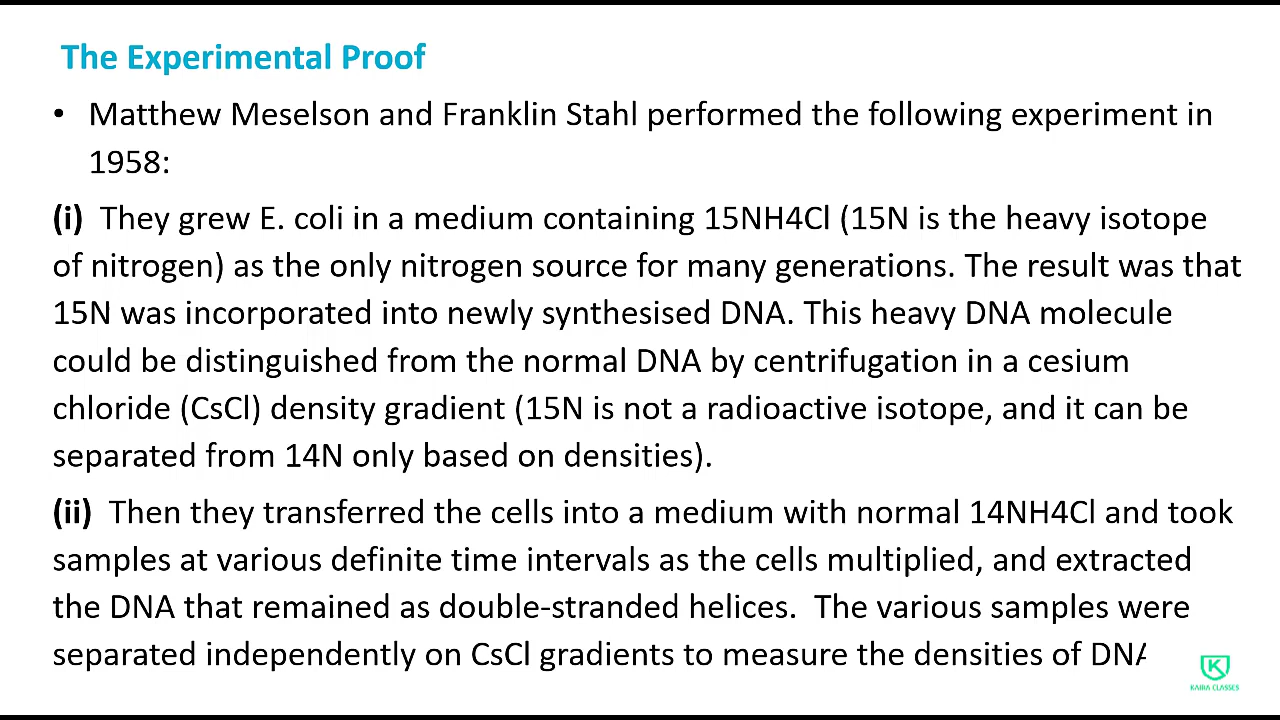 The Experimental Proof
• Matthew Meselson and Franklin Stahl performed the following experiment in
1958:
(i) They grew E. coli in a medium containing 15NH4Cl (15N is the heavy isotope
of nitrogen) as the only nitrogen source for many generations. The result was that
15N was incorporated into newly synthesised DNA. This heavy DNA molecule
could be distinguished from the normal DNA by centrifugation in a cesium
chloride (CsCl) density gradient (15N is not a radioactive isotope, and it can be
separated from 14N only based on densities).
(ii) Then they transferred the cells into a medium with normal 14NH4Cl and took
samples at various definite time intervals as the cells multiplied, and extracted
the DNA that remained as double-stranded helices. The various samples were
separated independently on CsCl gradients to measure the densities of DNA
K
KAIRA CLASSES